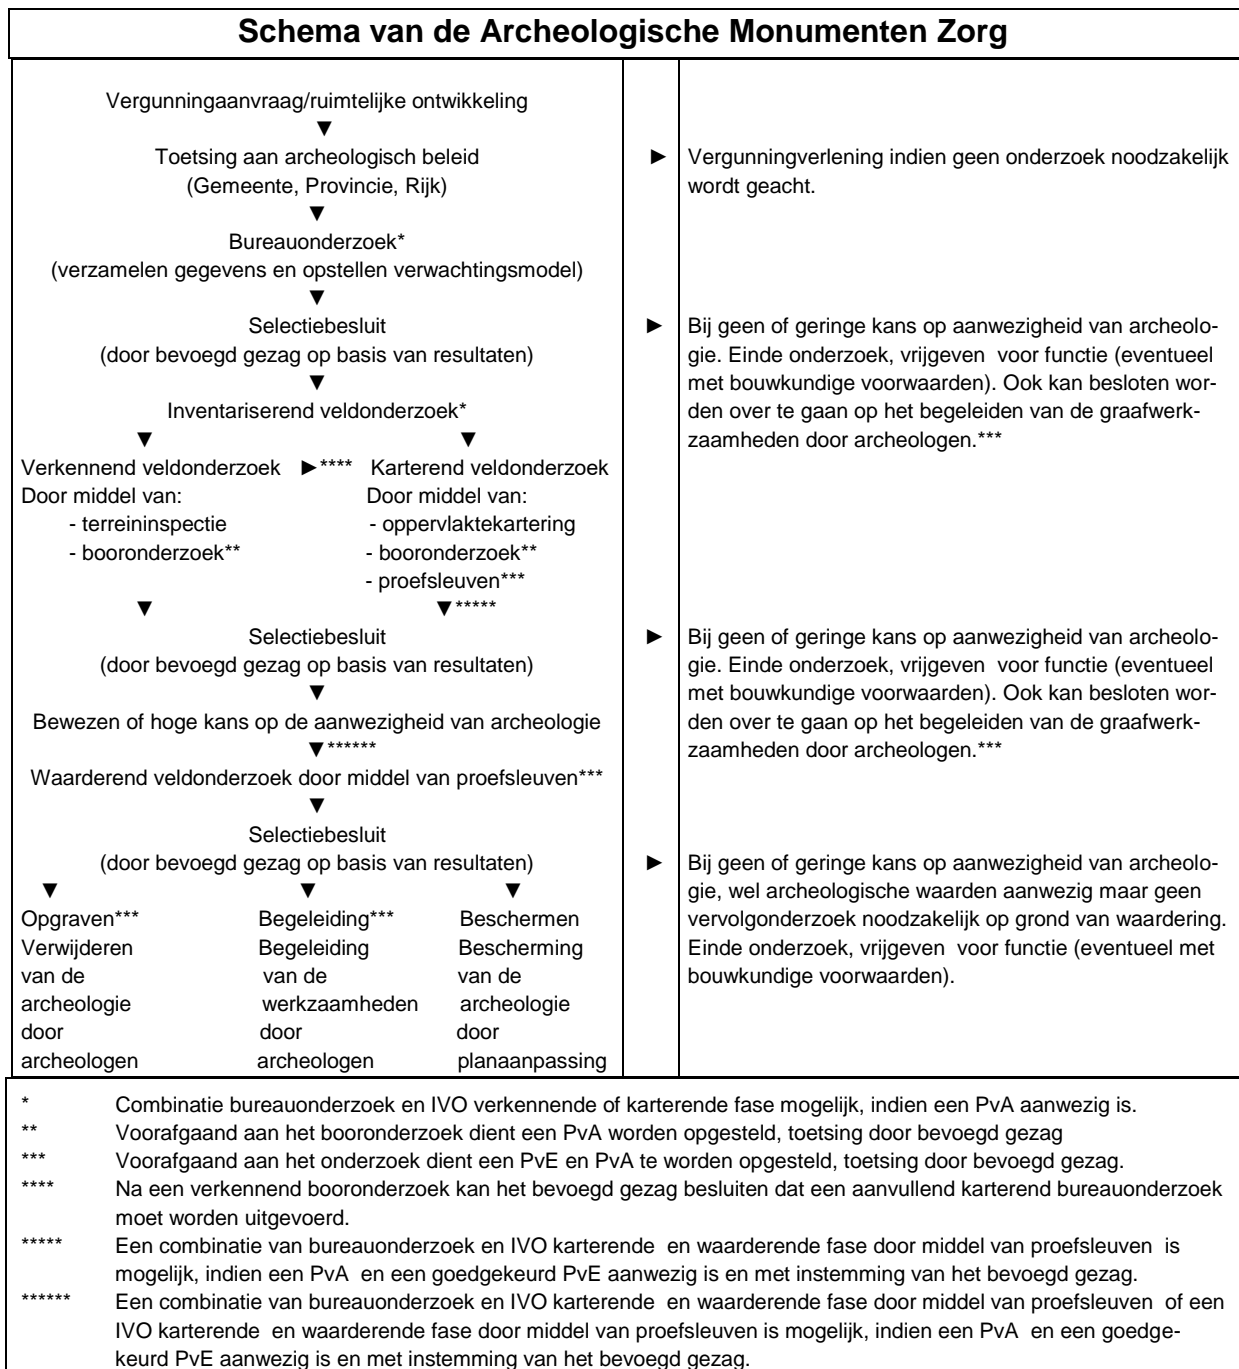 Schema van de Archeologische Monumenten Zorg
Vergunningaanvraag/ruimtelijke ontwikkeling
▼
Toetsing aan archeologisch beleid
(Gemeente, Provincie, Rijk)
► Vergunningverlening indien geen onderzoek noodzakelijk
wordt geacht.
▼
Bureauonderzoek*
(verzamelen gegevens en opstellen verwachtingsmodel)
▼
Selectiebesluit
(door bevoegd gezag op basis van resultaten)
► Bij geen of geringe kans op aanwezigheid van archeolo-
gie. Einde onderzoek, vrijgeven voor functie (eventueel
met bouwkundige voorwaarden). Ook kan besloten wor-
den over te gaan op het begeleiden van de graafwerk-
zaamheden door archeologen.***
▼
Inventariserend veldonderzoek*
▼ ▼
Verkennend veldonderzoek ►**** Karterend veldonderzoek
Door middel van: Door middel van:
- terreininspectie - oppervlaktekartering
- booronderzoek** - booronderzoek**
- proefsleuven***
▼ ▼*****
Selectiebesluit
(door bevoegd gezag op basis van resultaten)
► Bij geen of geringe kans op aanwezigheid van archeolo-
gie. Einde onderzoek, vrijgeven voor functie (eventueel
met bouwkundige voorwaarden). Ook kan besloten wor-
den over te gaan op het begeleiden van de graafwerk-
zaamheden door archeologen.***
▼
Bewezen of hoge kans op de aanwezigheid van archeologie
▼******
Waarderend veldonderzoek door middel van proefsleuven***
▼
Selectiebesluit
(door bevoegd gezag op basis van resultaten)
► Bij geen of geringe kans op aanwezigheid van archeolo-
gie, wel archeologische waarden aanwezig maar geen
vervolgonderzoek noodzakelijk op grond van waardering.
Einde onderzoek, vrijgeven voor functie (eventueel met
bouwkundige voorwaarden).
▼ ▼ ▼
Opgraven*** Begeleiding*** Beschermen
Verwijderen Begeleiding Bescherming
van de van de van de
archeologie werkzaamheden archeologie
door door door
archeologen archeologen planaanpassing
* Combinatie bureauonderzoek en IVO verkennende of karterende fase mogelijk, indien een PvA aanwezig is.
** Voorafgaand aan het booronderzoek dient een PvA worden opgesteld, toetsing door bevoegd gezag
*** Voorafgaand aan het onderzoek dient een PvE en PvA te worden opgesteld, toetsing door bevoegd gezag.
**** Na een verkennend booronderzoek kan het bevoegd gezag besluiten dat een aanvullend karterend bureauonderzoek
moet worden uitgevoerd.
***** Een combinatie van bureauonderzoek en IVO karterende en waarderende fase door middel van proefsleuven is
mogelijk, indien een PvA en een goedgekeurd PvE aanwezig is en met instemming van het bevoegd gezag.
****** Een combinatie van bureauonderzoek en IVO karterende en waarderende fase door middel van proefsleuven of een
IVO karterende en waarderende fase door middel van proefsleuven is mogelijk, indien een PvA en een goedge-
keurd PvE aanwezig is en met instemming van het bevoegd gezag.